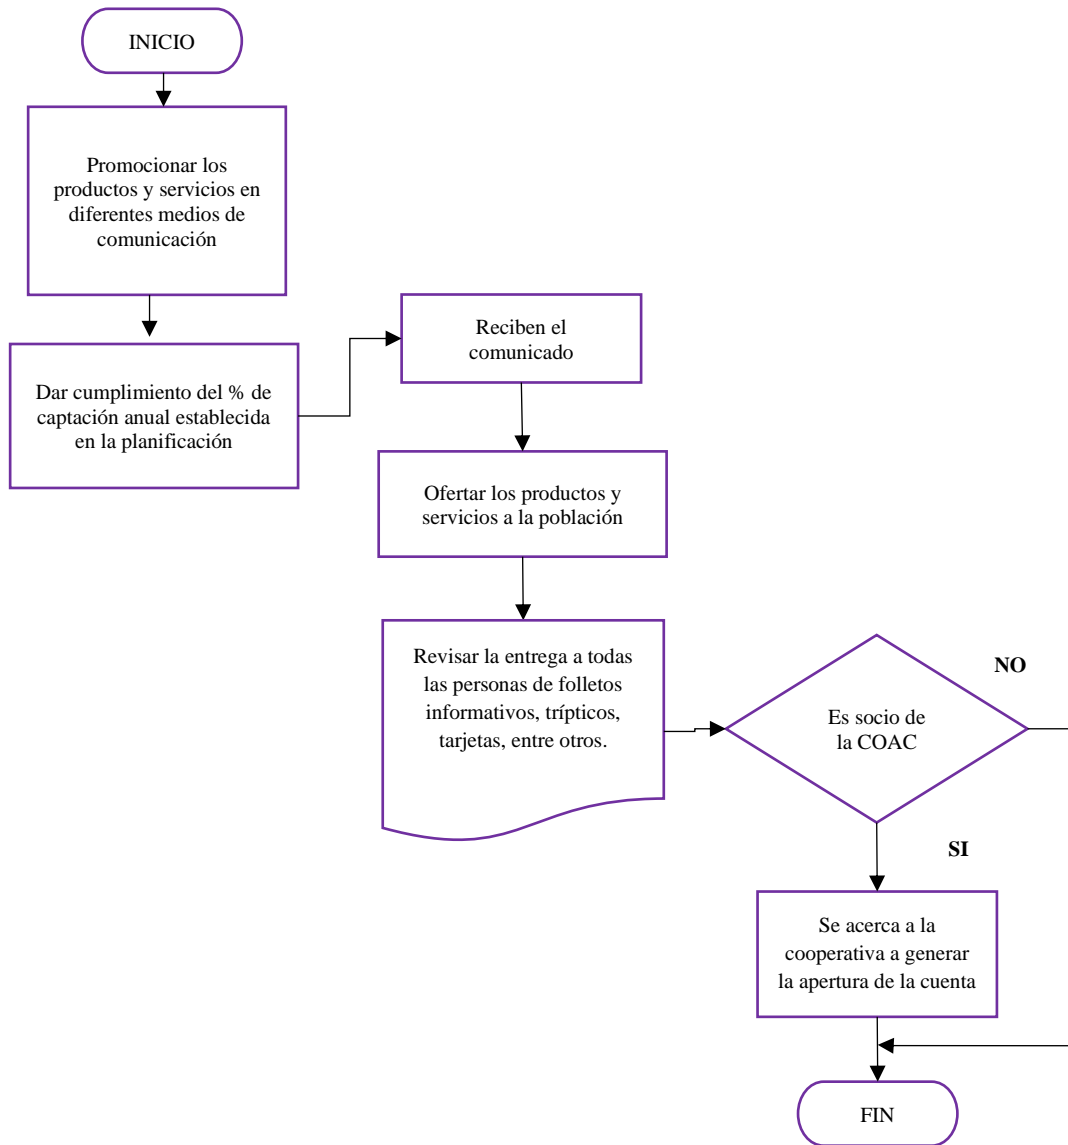 INICIO
Promocionar los
productos y servicios en
diferentes medios de
comunicación
Dar cumplimiento del % de
captación anual establecida
en la planificación
Reciben el
comunicado
Ofertar los productos y
servicios a la población
Revisar la entrega a todas
las personas de folletos
informativos, trípticos,
tarjetas, entre otros.
Es socio de
la COAC
NO
SI
Se acerca a la
cooperativa a generar
la apertura de la cuenta
FIN